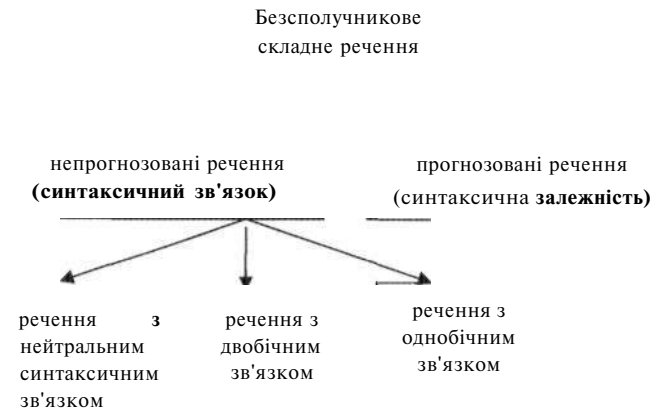 Безсполучникове
складне речення
непрогнозовані речення
(синтаксичний зв'язок)
прогнозовані речення
(синтаксична залежність)
речення з
нейтральним
синтаксичним
зв'язком
речення з
двобічним
зв'язком
речення з
однобічним
зв'язком